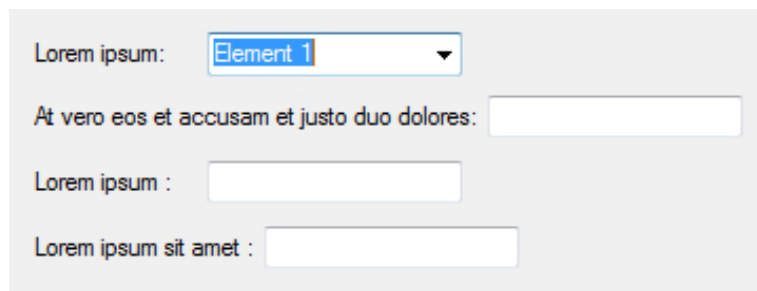 Lorem ipsum: Element 1
At vero eos et accusam et justo duo dolores:
Lorem ipsum :
Lorem ipsum sit amet :